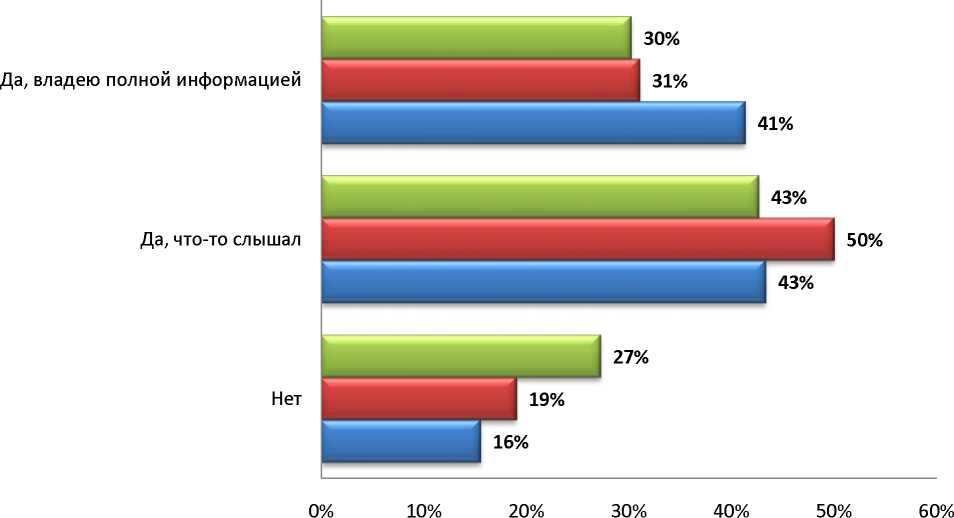 30%
Да, владею полной информацией
31%
41%
43%
Да, что-то слышал
50%
43%
27%
Нет
19%
16%
0% 10% 20% 30% 40% 50% 60%